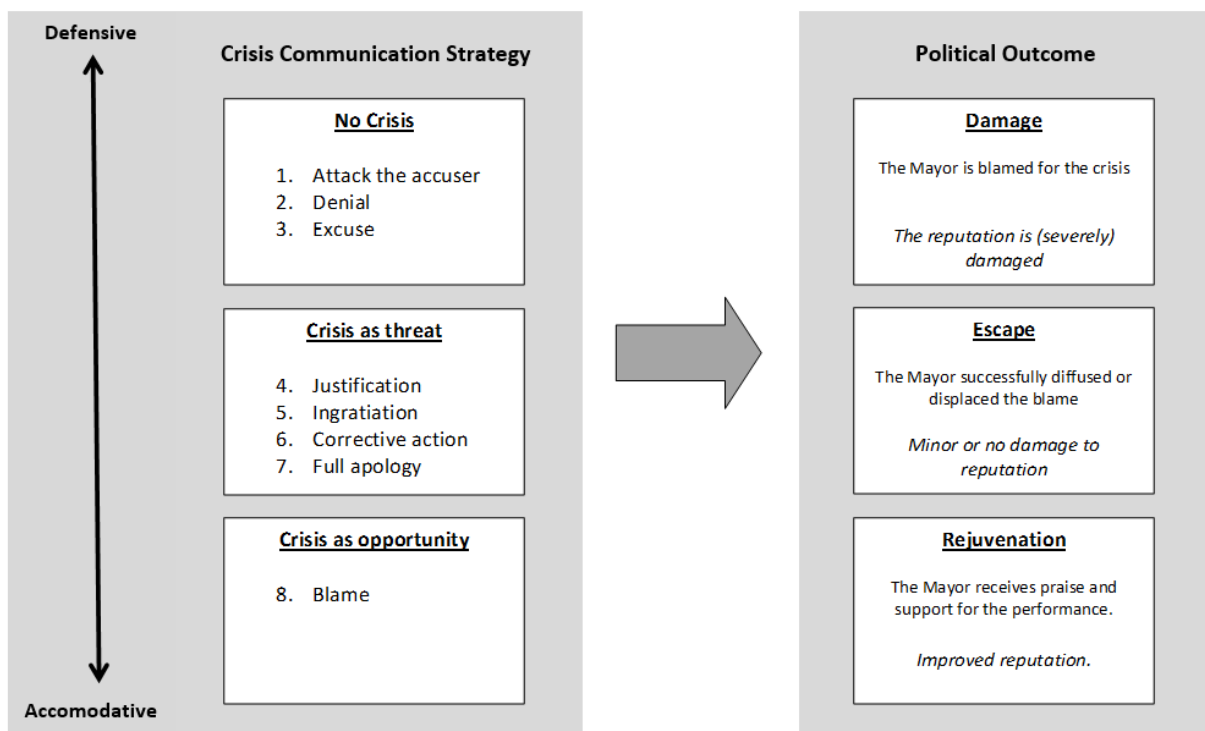 Defensive
Crisis Communication Strategy
No Crisis
1. Attack the accuser
2. Denial
3. Excuse
Crisis as threat
4. Justification
5. Ingratiation
6. Corrective action
7. Full apology
Crisis as opportunity
8. Blame
Accomodative
Political Outcome
Damage
The Mayor is blamed for the crisis
The reputation is (severely)
damaged
Escape
The Mayor successfully diffused or
displaced the blame
Minor or no damage to
reputation
Rejuvenation
The Mayor receives praise and
support for the performance.
Improved reputation.